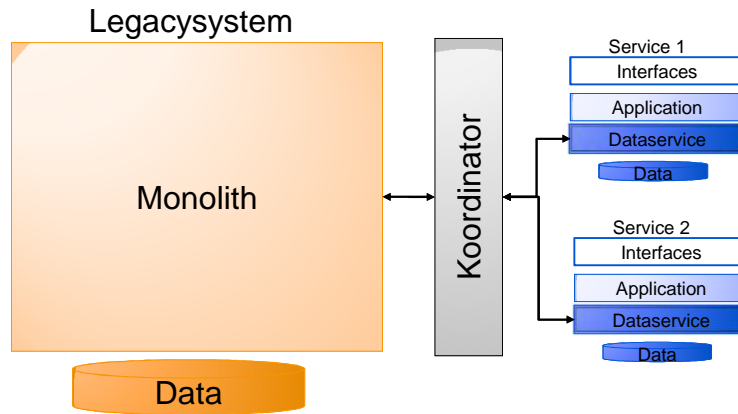 Legacysystem
Monolith
Data
Koordinator
Service 1
Interfaces
Application
Dataservice
Data
Service 2
Interfaces
Application
Dataservice
Data